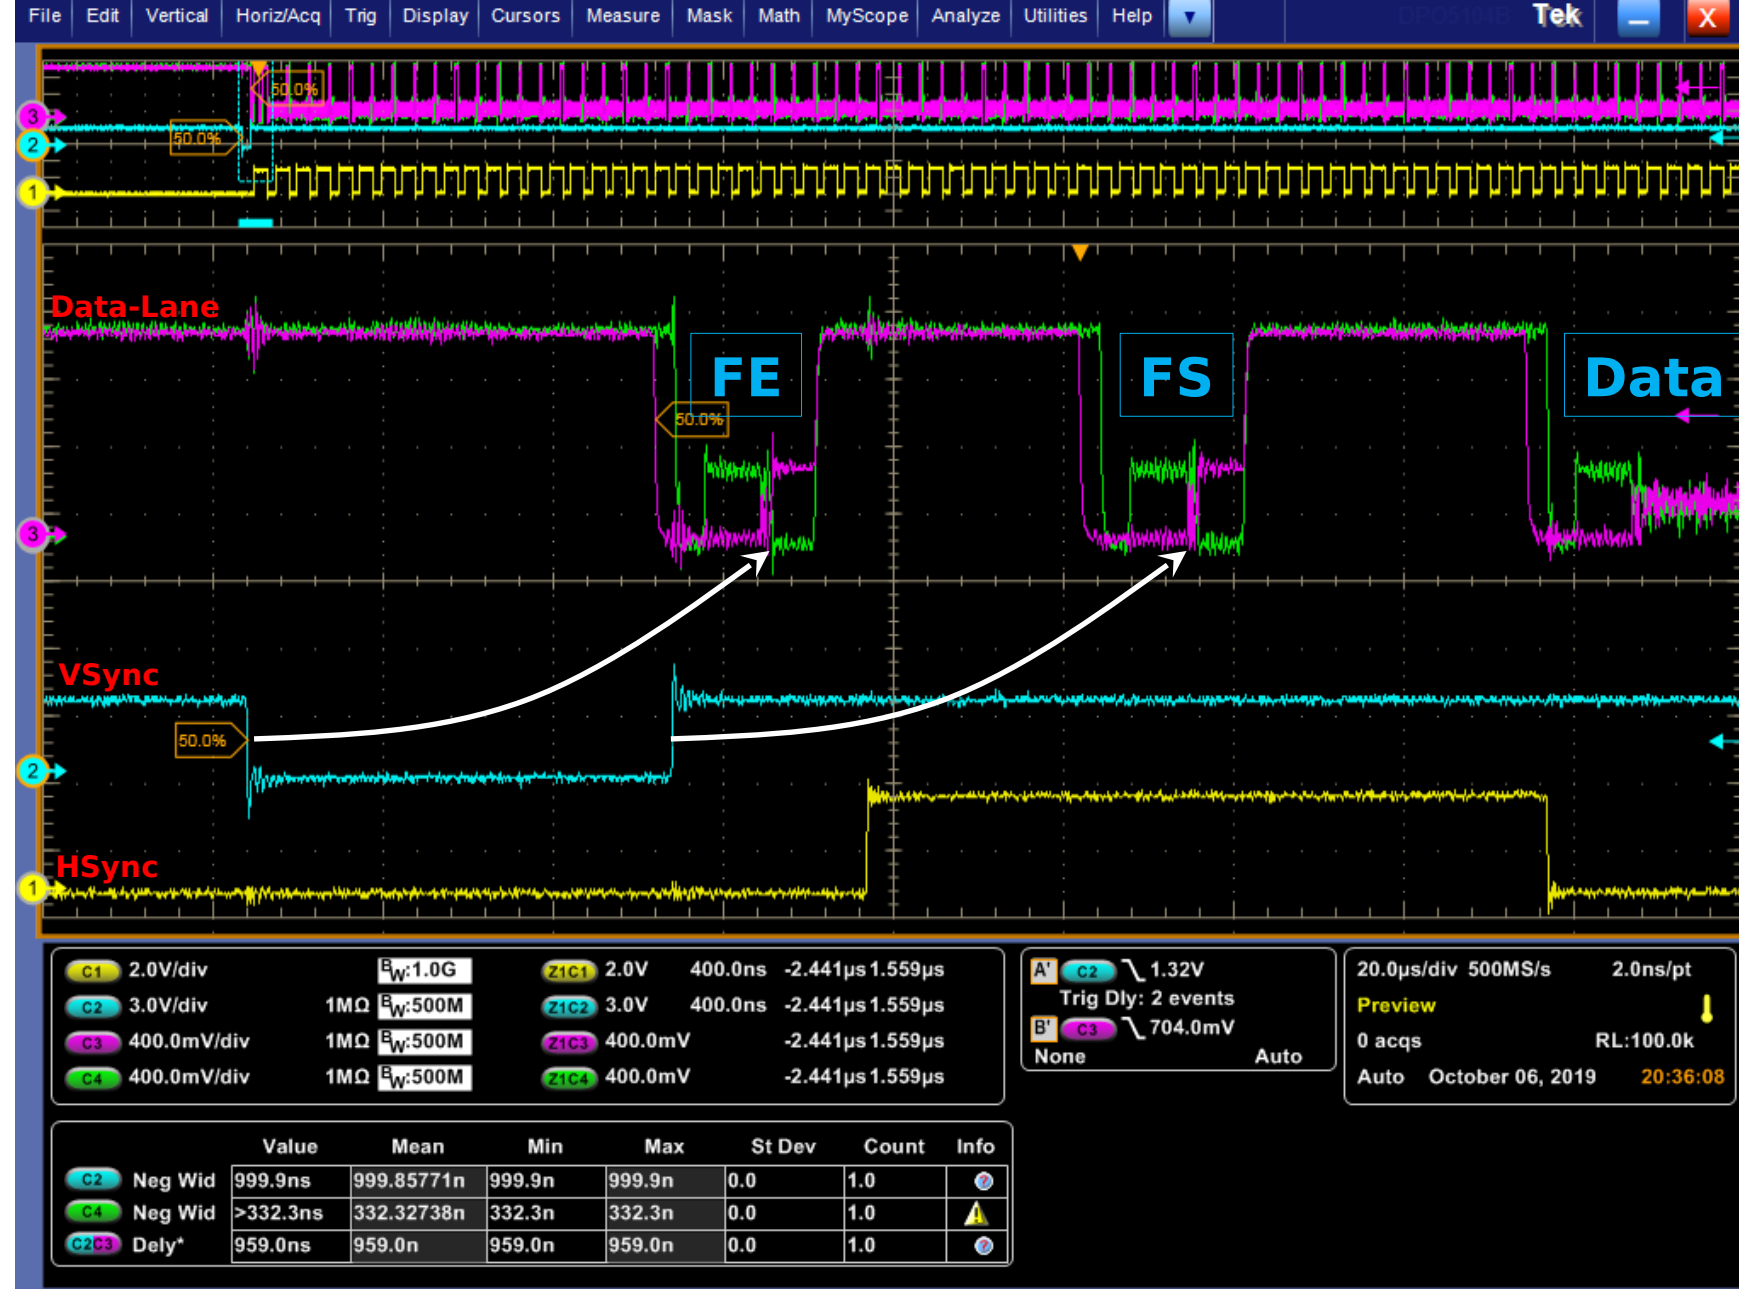 File Edit Vertical Horiz/Acq Trig Display Cursors Measure Mask Math MyScope Analyze Utilities Help Tek X
50.0%
3
50.0%
2
1
Data-Lane
FE FS Data
50.0%
3
VSync
50.0%
2
HSync
1
C1 2.0V/div BW:1.0G Z1C1 2.0V 400.0ns -2.441µs 1.559µs
C2 3.0V/div 1MΩ BW:500M Z1C2 3.0V 400.0ns -2.441µs 1.559µs
C3 400.0mV/div 1MΩ BW:500M Z1C3 400.0mV -2.441µs 1.559µs
C4 400.0mV/div 1MΩ BW:500M Z1C4 400.0mV -2.441µs 1.559µs
A' C2 1.32V
Trig Dly: 2 events
B' C3 704.0mV
None Auto
20.0µs/div 500MS/s 2.0ns/pt
Preview
0 acqs RL:100.0k
Auto October 06, 2019 20:36:08
Value Mean Min Max St Dev Count Info
C2 Neg Wid 999.9ns 999.85771n 999.9n 999.9n 0.0 1.0
C4 Neg Wid >332.3ns 332.32738n 332.3n 332.3n 0.0 1.0
C2C3 Dely* 959.0ns 959.0n 959.0n 959.0n 0.0 1.0